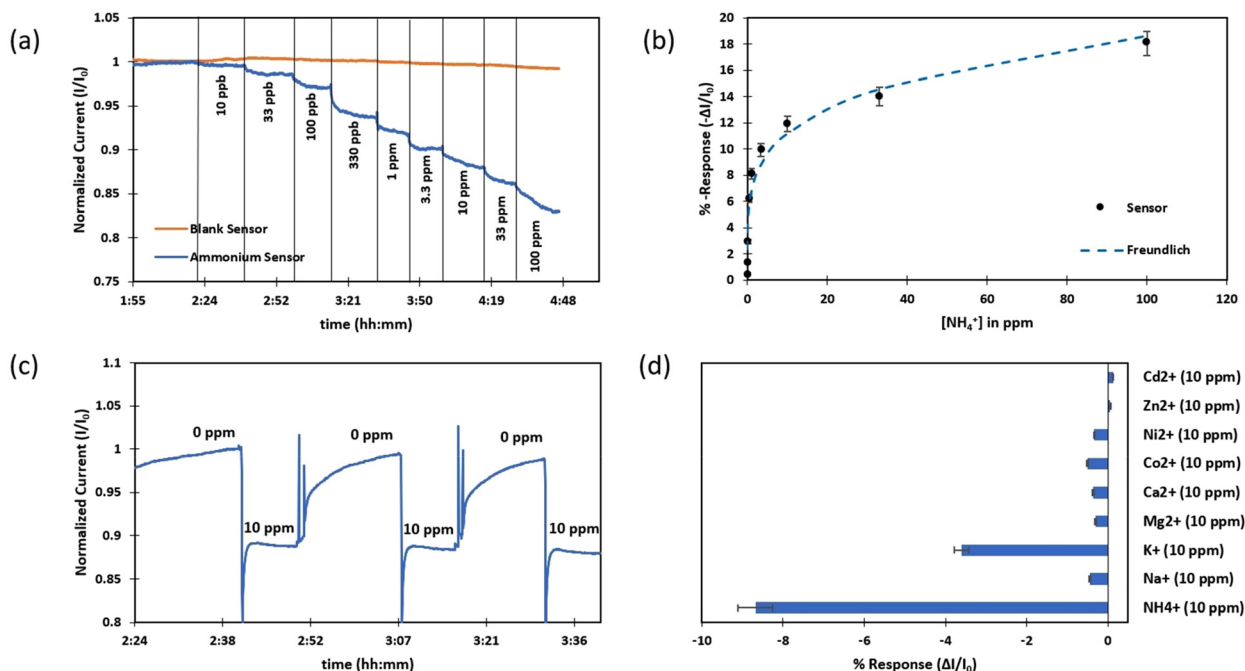 (a)
Normalized Current (I/I₀)
1.05
1
0.95
0.9
0.85
0.8
0.75
10 ppb
33 ppb
100 ppb
330 ppb
1 ppm
3.3 ppm
10 ppm
33 ppm
100 ppm
Blank Sensor
Ammonium Sensor
1:55 2:24 2:52 3:21 3:50 4:19 4:48
time (hh:mm)
(b)
% -Response (-ΔI/I₀)
20
18
16
14
12
10
8
6
4
2
0
Sensor
Freundlich
0 20 40 60 80 100 120
[NH₄⁺] in ppm
(c)
Normalized Current (I/I₀)
1.1
1.05
1
0.95
0.9
0.85
0.8
0 ppm
0 ppm
0 ppm
10 ppm
10 ppm
10 ppm
2:24 2:38 2:52 3:07 3:21 3:36
time (hh:mm)
(d)
Cd2+ (10 ppm)
Zn2+ (10 ppm)
Ni2+ (10 ppm)
Co2+ (10 ppm)
Ca2+ (10 ppm)
Mg2+ (10 ppm)
K+ (10 ppm)
Na+ (10 ppm)
NH4+ (10 ppm)
-10 -8 -6 -4 -2 0
% Response (ΔI/I₀)